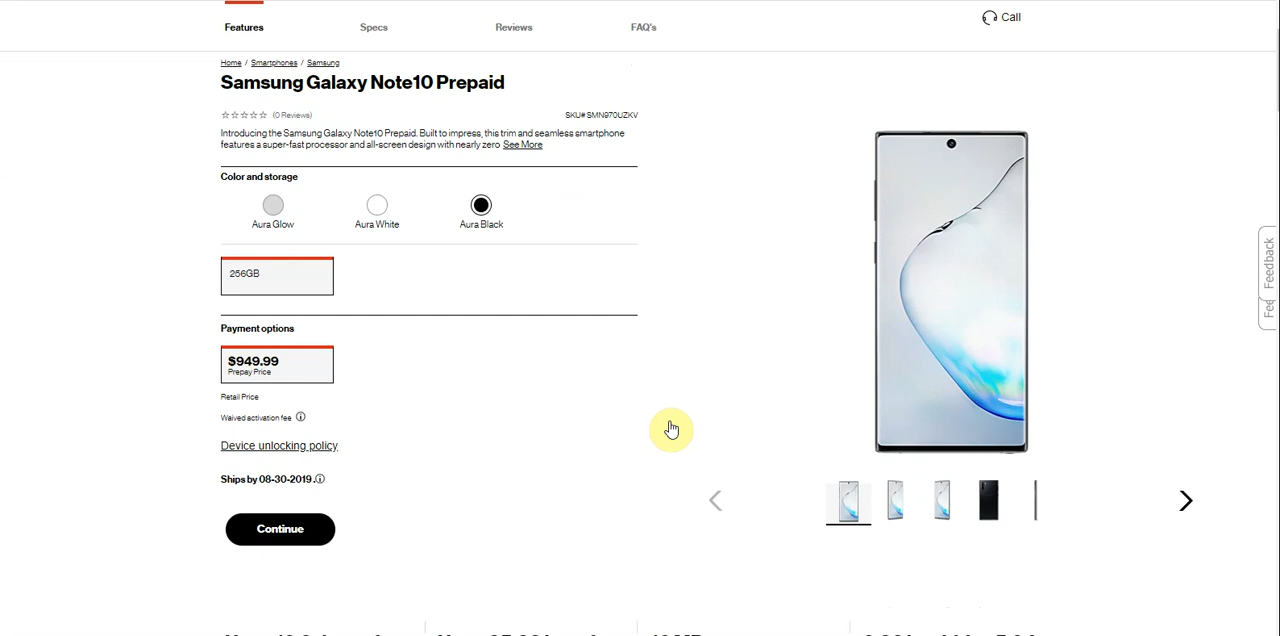 Features
Specs
Reviews
FAQ's
Call
Home / Smartphones / Samsung
Samsung Galaxy Note10 Prepaid
(0 Reviews)
SKU# SMN970UZKV
Introducing the Samsung Galaxy Note10 Prepaid. Built to impress, this trim and seamless smartphone
features a super-fast processor and all-screen design with nearly zero See More
Color and storage
Aura Glow
Aura White
Aura Black
256GB
Payment options
$949.99
Prepay Price
Retail Price
Waived activation fee
Device unlocking policy
Ships by 08-30-2019.
Continue
Feedback
Fee